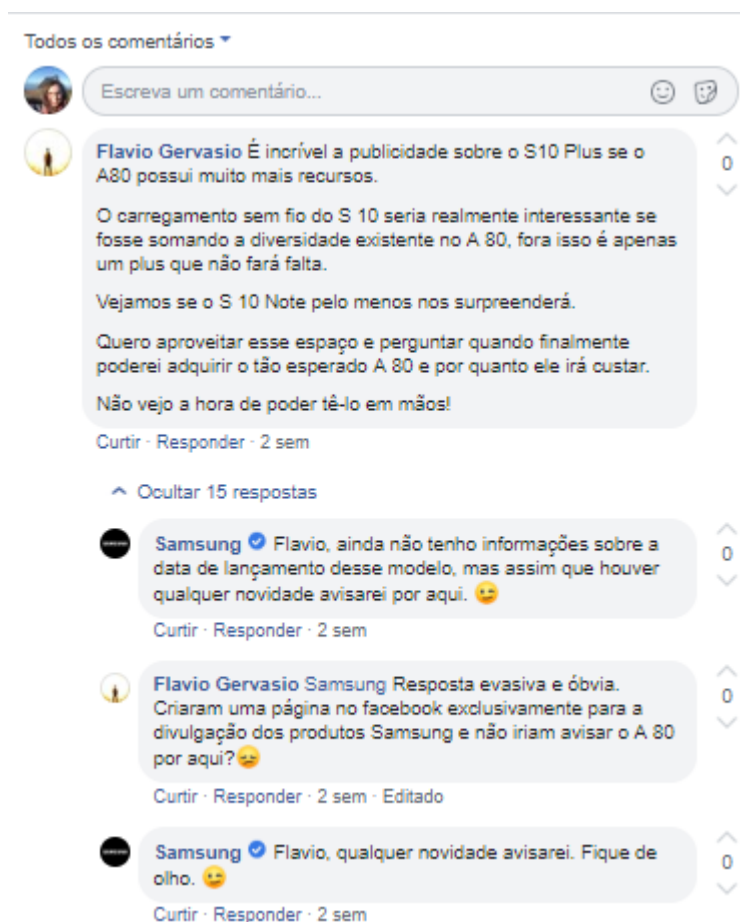 Todos os comentários
Escreva um comentário...
Flavio Gervasio É incrível a publicidade sobre o S10 Plus se o
A80 possui muito mais recursos.
0
O carregamento sem fio do S 10 seria realmente interessante se
fosse somando a diversidade existente no A 80, fora isso é apenas
um plus que não fará falta.
Vejamos se o S 10 Note pelo menos nos surpreenderá.
Quero aproveitar esse espaço e perguntar quando finalmente
poderei adquirir o tão esperado A 80 e por quanto ele irá custar.
Não vejo a hora de poder tê-lo em mãos!
Curtir · Responder · 2 sem
Ocultar 15 respostas
Samsung Flavio, ainda não tenho informações sobre a
data de lançamento desse modelo, mas assim que houver
qualquer novidade avisarei por aqui. 😉
0
Curtir · Responder · 2 sem
Flavio Gervasio Samsung Resposta evasiva e óbvia.
Criaram uma página no facebook exclusivamente para a
divulgação dos produtos Samsung e não iriam avisar o A 80
por aqui?😞
0
Curtir · Responder · 2 sem · Editado
Samsung Flavio, qualquer novidade avisarei. Fique de
olho. 😉
0
Curtir · Responder · 2 sem